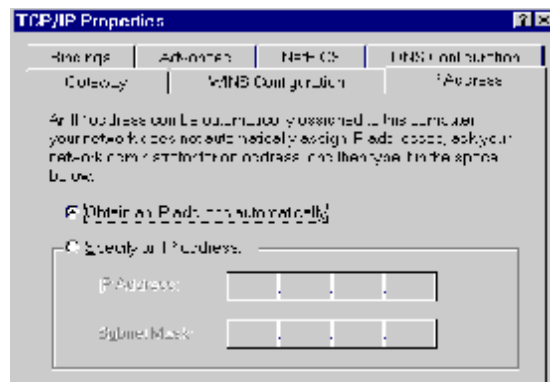 TCP/IP Properties
Bindings Advanced NetBIOS DNS Configuration
Gateway WINS Configuration IP Address
An IP address can be automatically assigned to this computer.
your network does not automatically assign IP addresses, ask your
network administrator for an address, and then type it in the space
below.
Obtain an IP address automatically
Specify an IP address:
IP Address:
Subnet Mask: